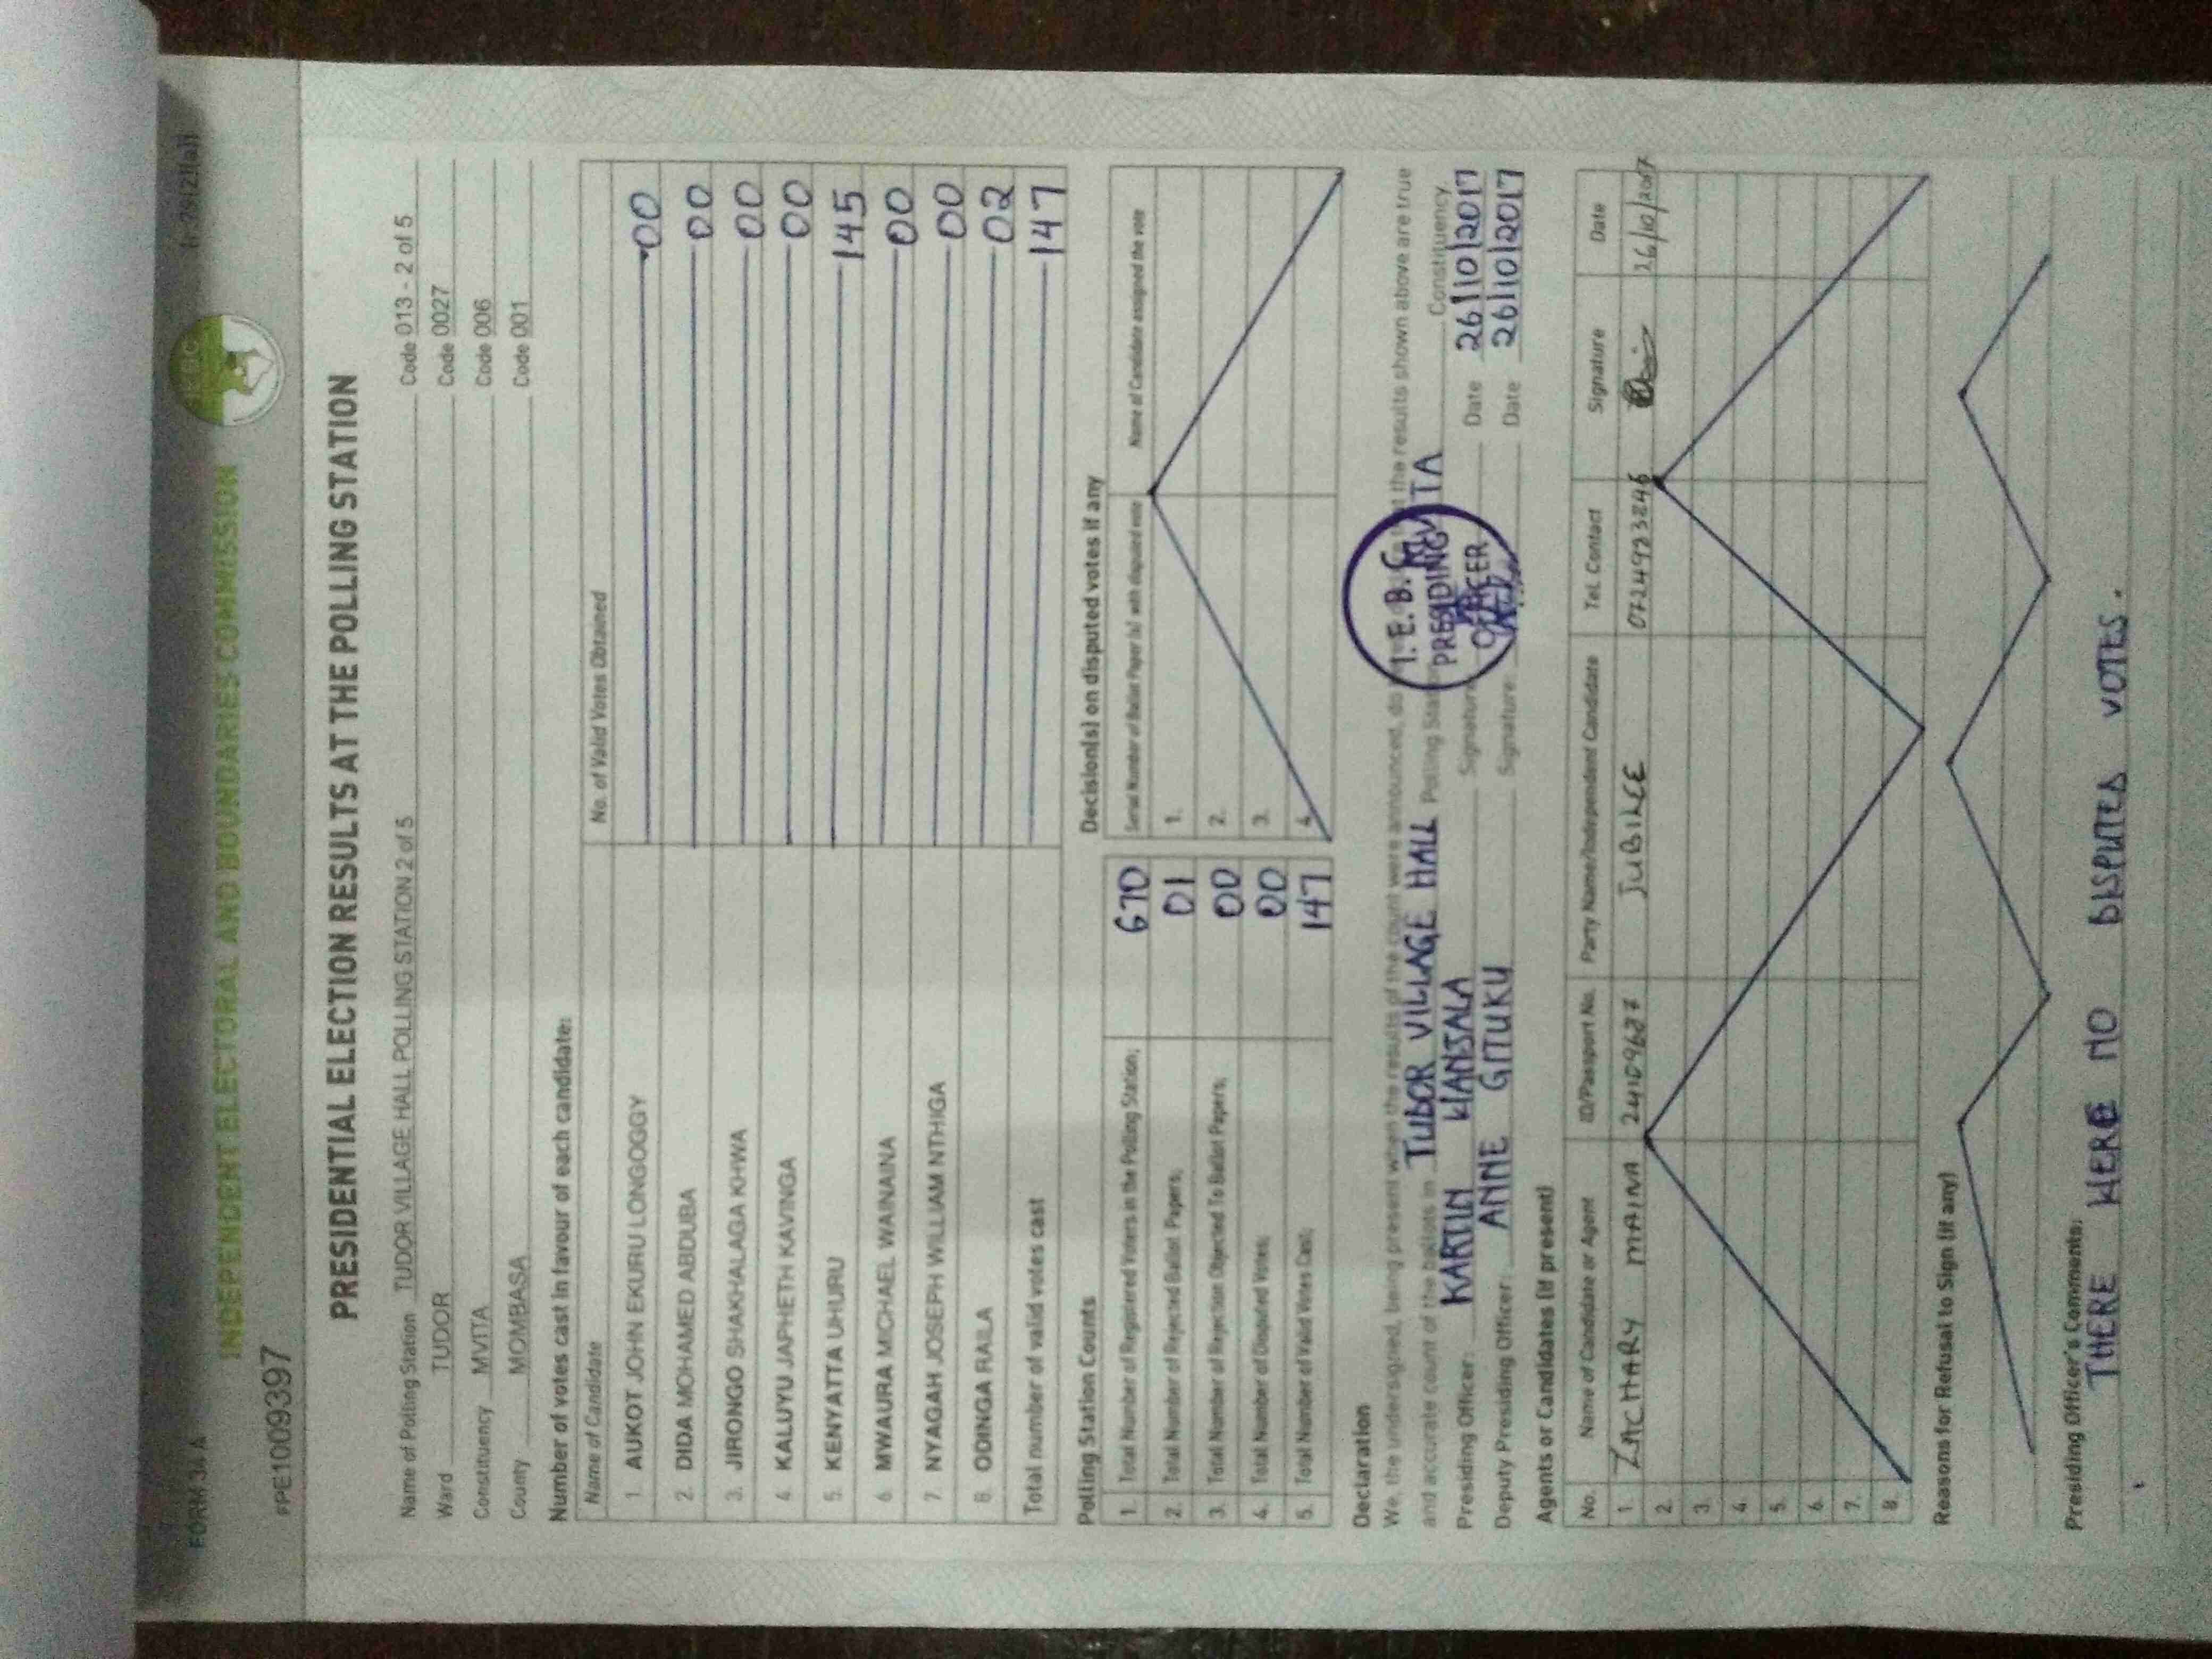 FORM 34 A
INDEPENDENT ELECTORAL AND BOUNDARIES COMMISSION
#PE1009397
PRESIDENTIAL ELECTION RESULTS AT THE POLLING STATION
Name of Polling Station TUDOR VILLAGE HALL POLLING STATION 2 of 5 Code 013 - 2 of 5
Ward TUDOR Code 0027
Constituency MVITA Code 006
County MOMBASA Code 001
Number of votes cast in favour of each candidate:
Name of Candidate No. of Valid Votes Obtained
1. AUKOT JOHN EKURU LONGOGGY 00
2. DIDA MOHAMED ABDUBA 00
3. JIRONGO SHAKHALAGA KHWA 00
4. KALUYU JAPHETH KAVINGA 00
5. KENYATTA UHURU 145
6. MWAURA MICHAEL WAINAINA 00
7. NYAGAH JOSEPH WILLIAM NTHIGA 00
8. ODINGA RAILA 02
Total number of valid votes cast 147
Polling Station Counts
1. Total Number of Registered Voters in the Polling Station; 670
2. Total Number of Rejected Ballot Papers; 01
3. Total Number of Rejection Objected To Ballot Papers; 00
4. Total Number of Disputed Votes; 00
5. Total Number of Valid Votes Cast; 147
Decision(s) on disputed votes if any
Serial Number of Ballot Paper (s) with disputed vote Name of Candidate assigned the vote
1.
2.
3.
4.
Declaration
We, the undersigned, being present when the results of the count were announced, do the results shown above are true
and accurate count of the ballots in TUDOR VILLAGE HALL Polling Station MVITA Constituency.
Presiding Officer: KARTIN Signature Date 26/10/2017
Deputy Presiding Officer: ANNE GITUKU Signature: Date 26/10/2017
I.E.B.C
PRESIDING
OFFICER
Agents or Candidates (if present)
No. Name of Candidate or Agent ID/Passport No. Party Name/Independent Candidate Tel. Contact Signature Date
1. ZACHARY MAINA 24109687 JUBILEE 0724923846 26/10/2017
2.
3.
4.
5.
6.
7.
8.
Reasons for Refusal to Sign (if any)
Presiding Officer's Comments:
THERE WERE NO DISPUTED VOTES.